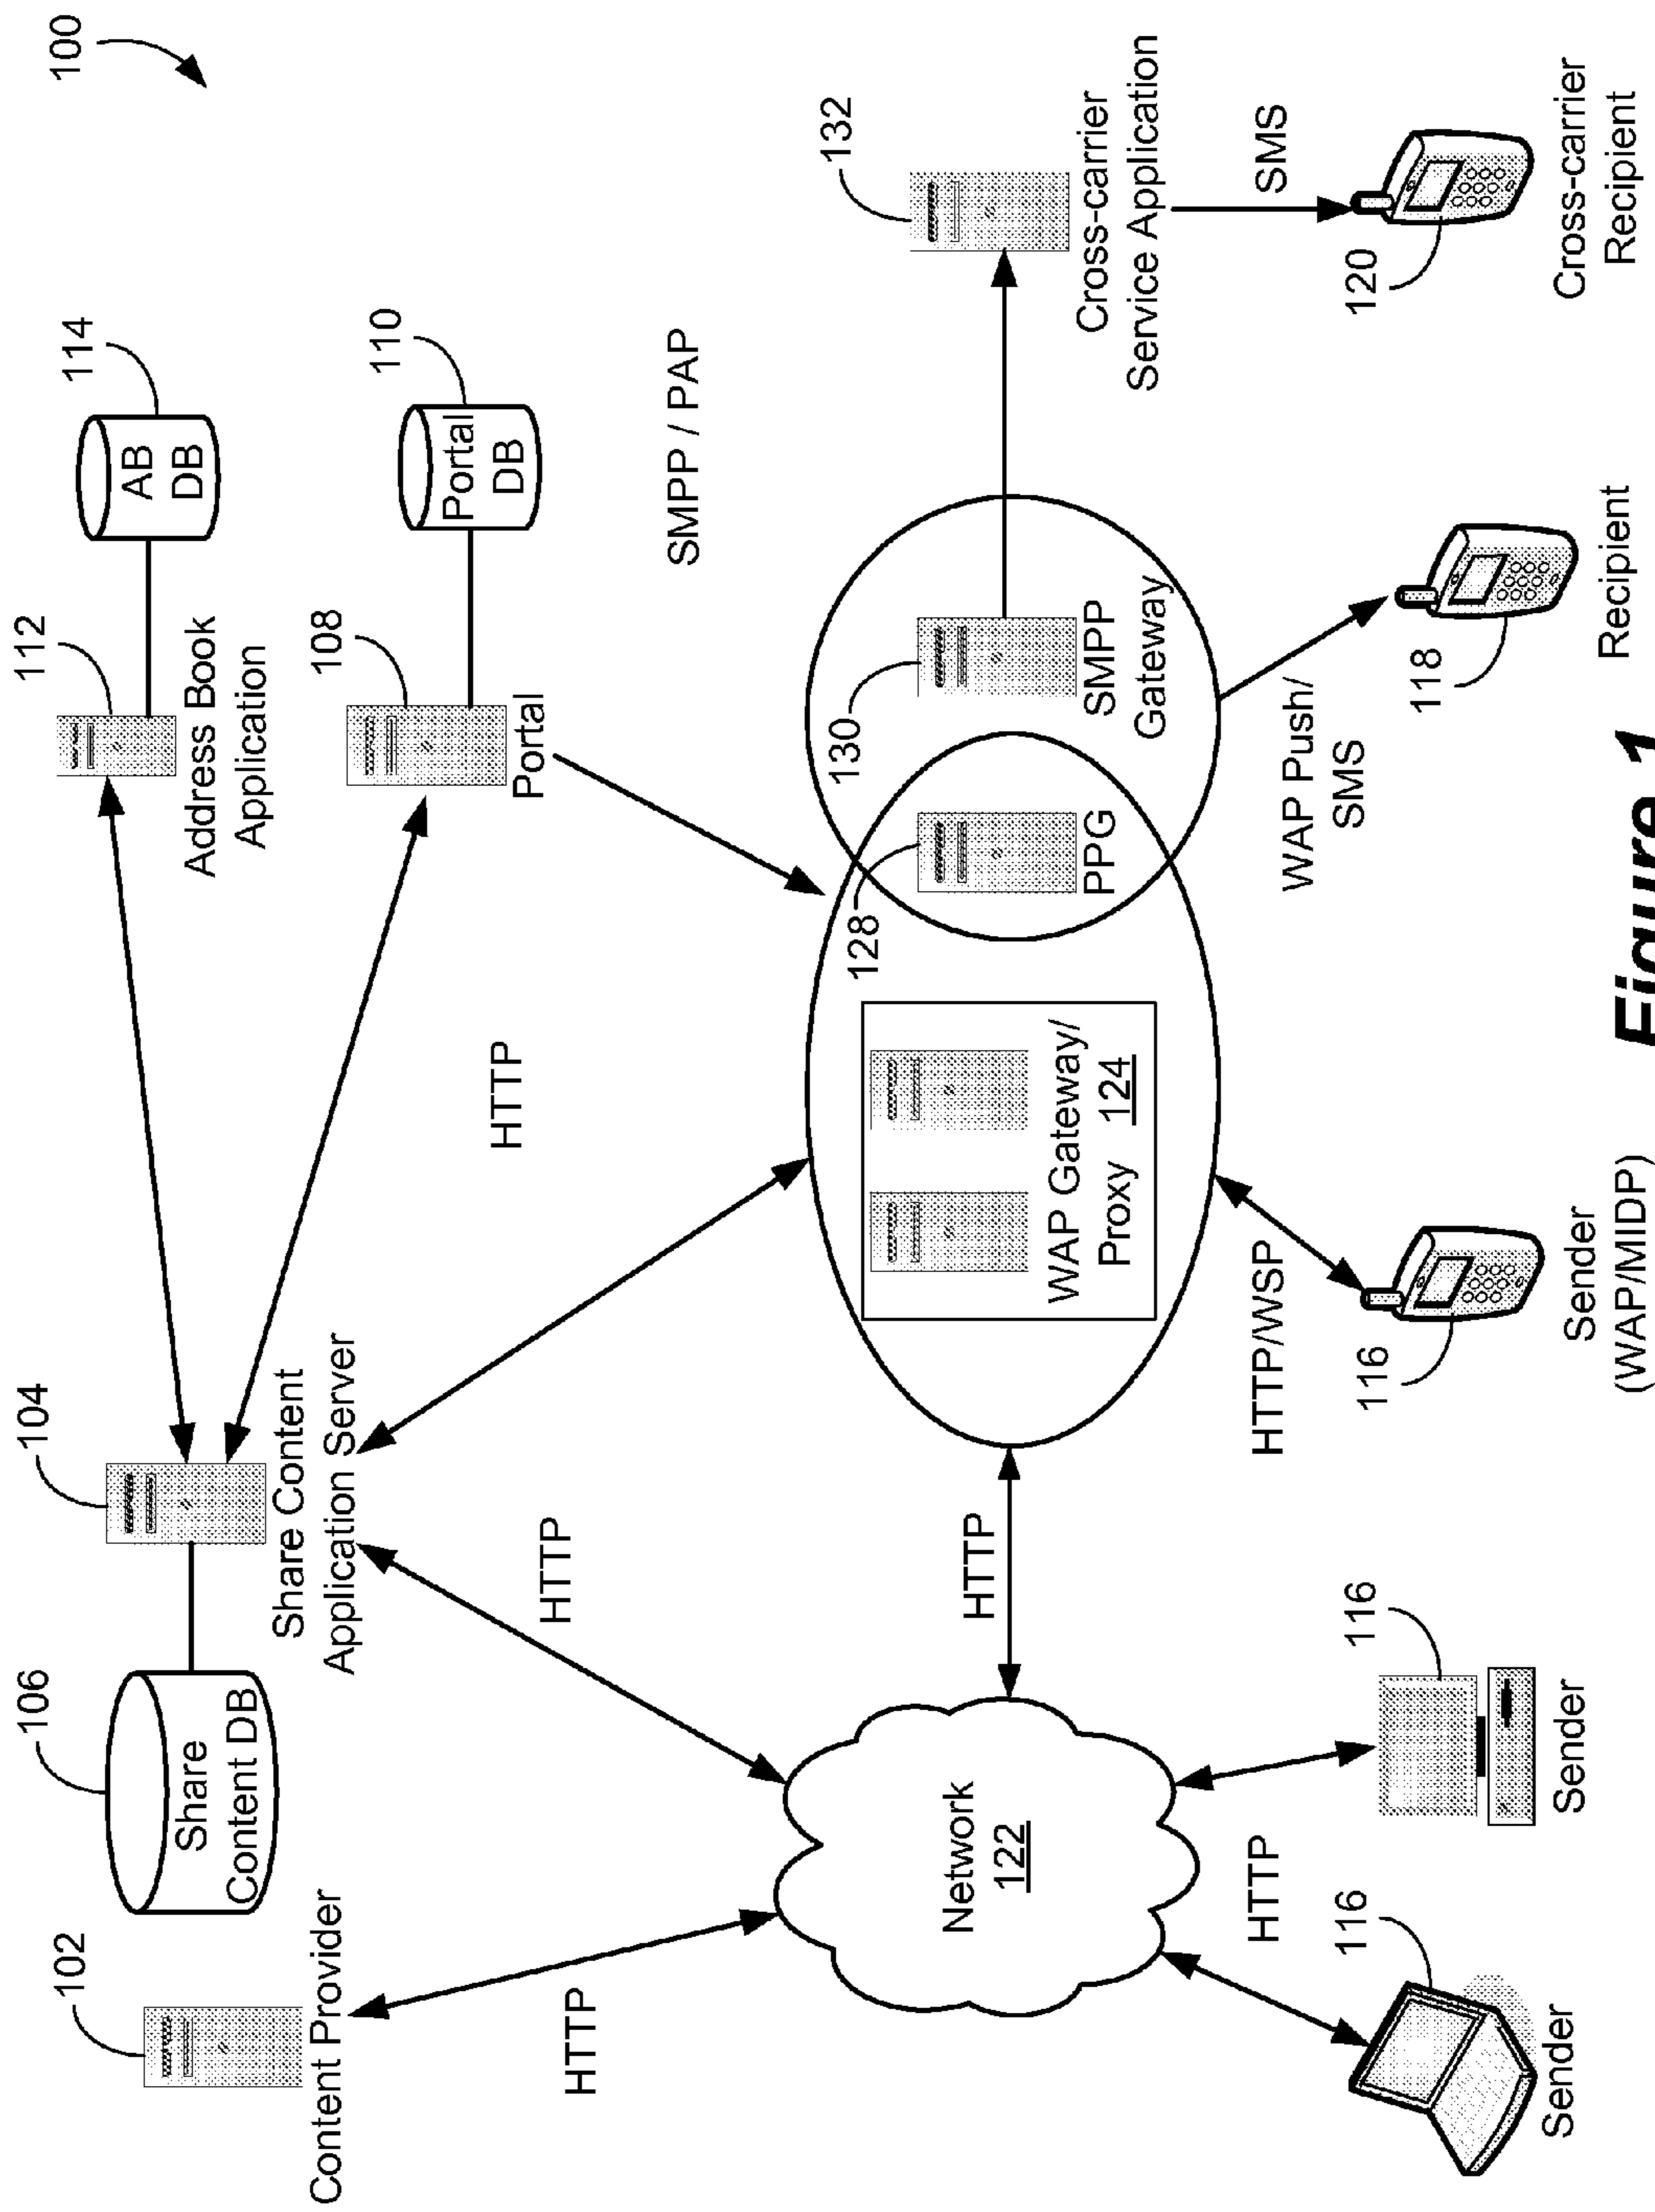 100
102
Content Provider
106
Share
Content DB
104
Share Content
Application Server
112
Address Book
Application
114
AB
DB
108
Portal
110
Portal
DB
HTTP
HTTP
HTTP
SMPP / PAP
Network
122
HTTP
WAP Gateway/
Proxy 124
128
PPG
130
SMPP
Gateway
132
Cross-carrier
Service Application
HTTP
116
Sender
116
Sender
HTTP/WSP
116
Sender
(WAP/MIDP)
WAP Push/
SMS
118
Recipient
SMS
120
Cross-carrier
Recipient
Figure 1